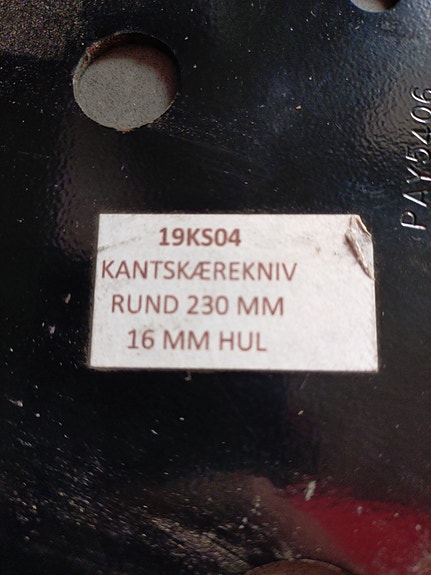 19KS04
KANTSKÆREKNIV
RUND 230 MM
16 MM HUL
PAY5406